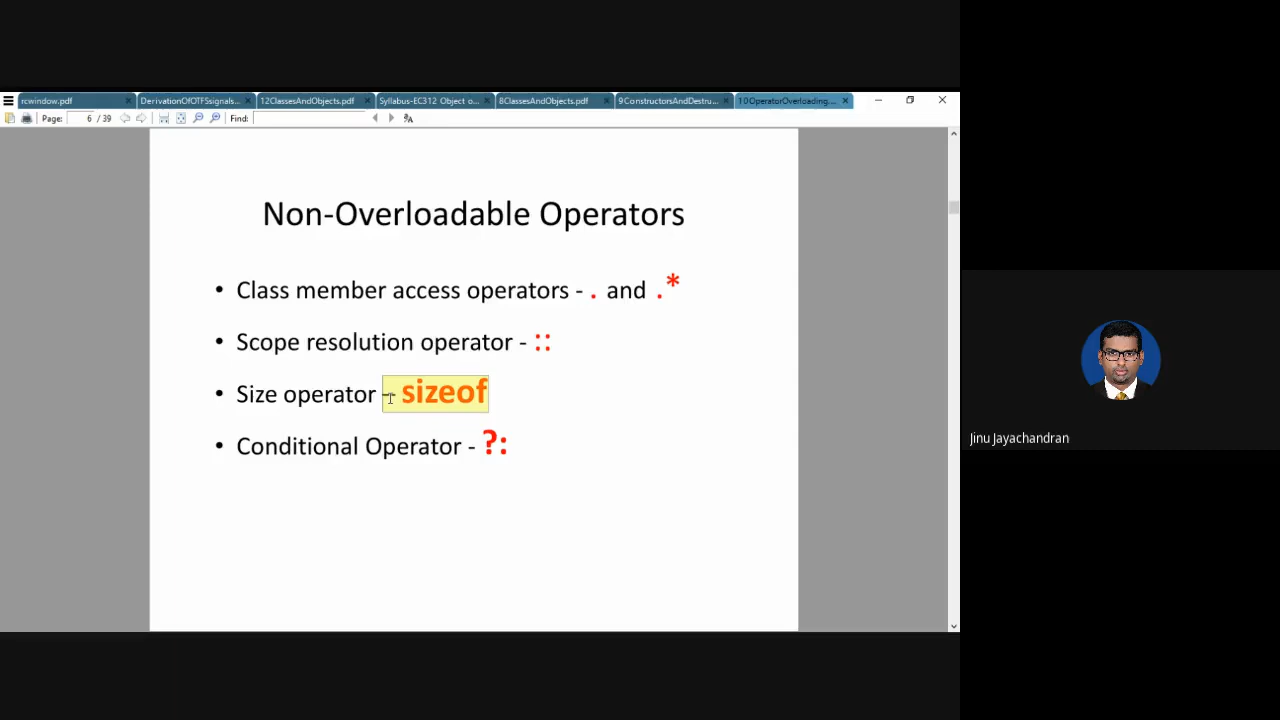 rcwindow.pdf
DerivationOfOTFSsignals...
12ClassesAndObjects.pdf
Syllabus-EC312 Object o...
8ClassesAndObjects.pdf
9ConstructorsAndDestru...
10OperatorOverloading....
Page: 6 / 39 Find:
Non-Overloadable Operators
• Class member access operators - . and .*
• Scope resolution operator - ::
• Size operator - sizeof
• Conditional Operator - ?:
Jinu Jayachandran